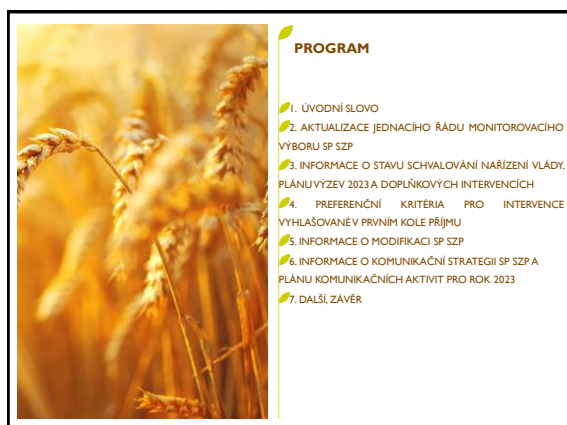 PROGRAM
1. ÚVODNÍ SLOVO
2. AKTUALIZACE JEDNACÍHO ŘÁDU MONITOROVACÍHO
VÝBORU SP SZP
3. INFORMACE O STAVU SCHVALOVÁNÍ NAŘÍZENÍ VLÁDY,
PLÁNU VÝZEV 2023 A DOPLŇKOVÝCH INTERVENCÍCH
4. PREFERENČNÍ KRITÉRIA PRO INTERVENCE
VYHLAŠOVANÉ V PRVNÍM KOLE PŘÍJMU
5. INFORMACE O MODIFIKACI SP SZP
6. INFORMACE O KOMUNIKAČNÍ STRATEGII SP SZP A
PLÁNU KOMUNIKAČNÍCH AKTIVIT PRO ROK 2023
7. DALŠÍ, ZÁVĚR